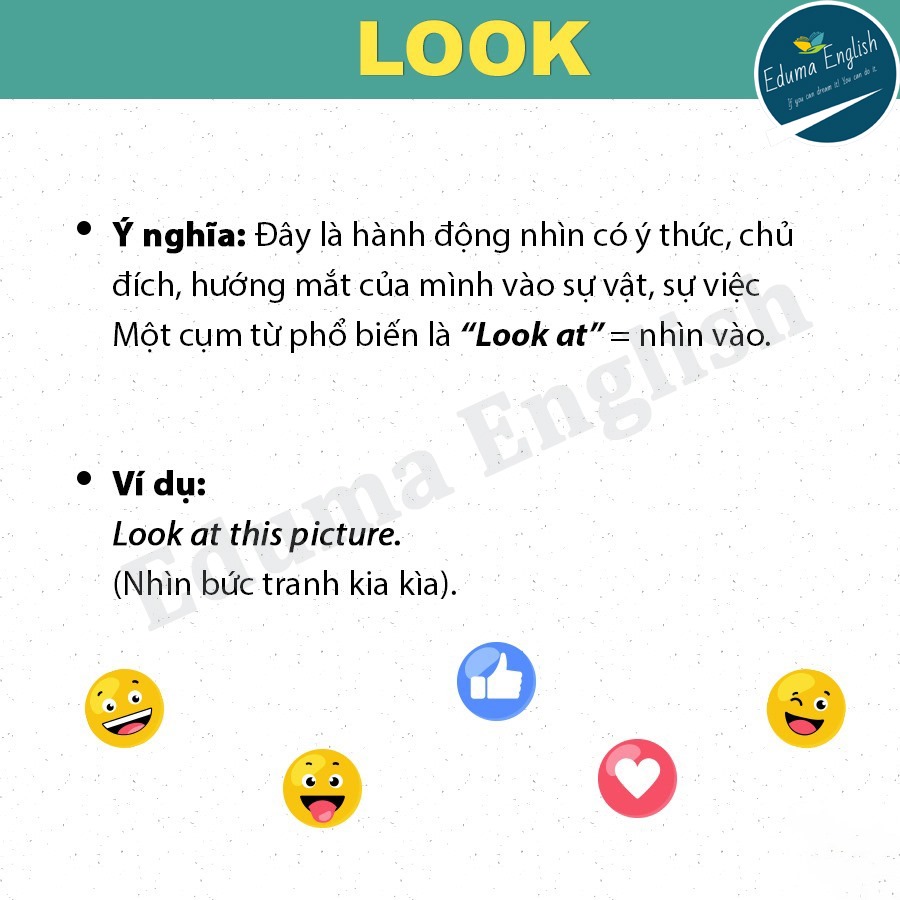 LOOK
Eduma English
If you can dream it! You can do it.
• Ý nghĩa: Đây là hành động nhìn có ý thức, chủ
đích, hướng mắt của mình vào sự vật, sự việc
Một cụm từ phổ biến là “Look at” = nhìn vào.
Eduma English
• Ví dụ:
Look at this picture.
(Nhìn bức tranh kia kìa).